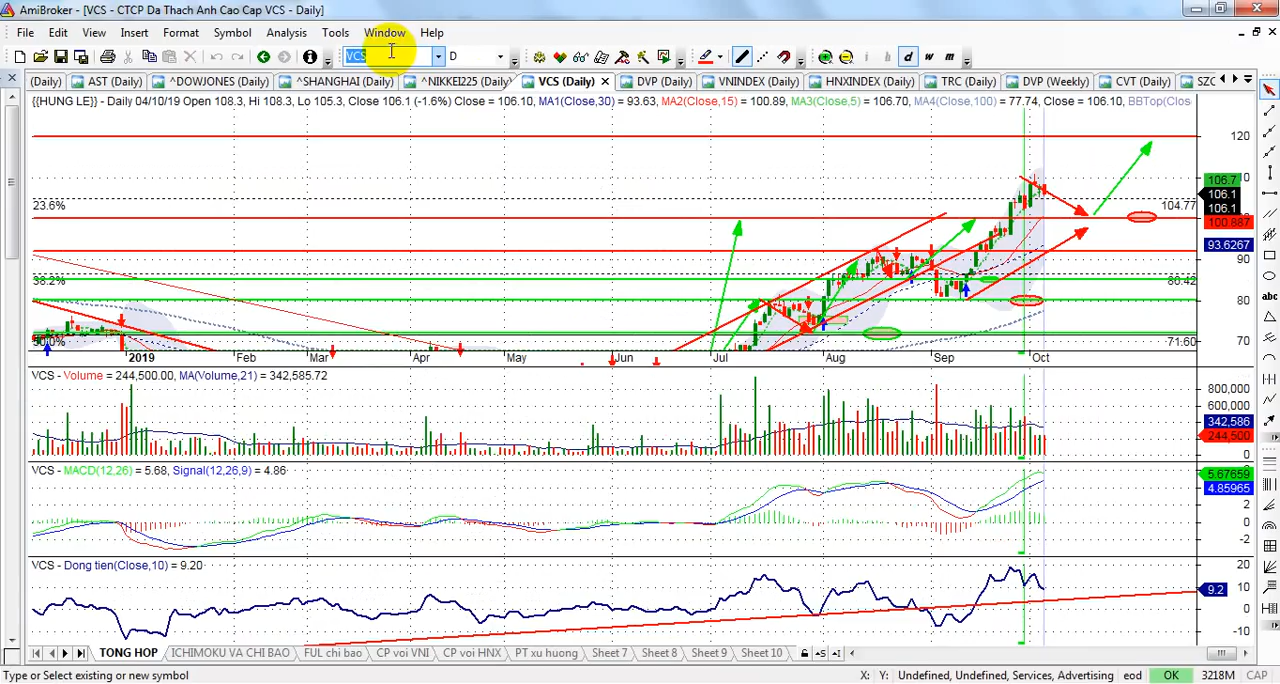 AmiBroker - [VCS - CTCP Da Thach Anh Cao Cap VCS - Daily]
File Edit View Insert Format Symbol Analysis Tools Window Help
VCS D d w m
(Daily) AST (Daily) ^DOWJONES (Daily) ^SHANGHAI (Daily) ^NIKKEI225 (Daily) VCS (Daily) DVP (Daily) VNINDEX (Daily) HNXINDEX (Daily) TRC (Daily) DVP (Weekly) CVT (Daily) SZC
{{HUNG LE}} - Daily 04/10/19 Open 108.3, Hi 108.3, Lo 105.3, Close 106.1 (-1.6%) Close = 106.10, MA1(Close,30) = 93.63, MA2(Close,15) = 100.89, MA3(Close,5) = 106.70, MA4(Close,100) = 77.74, Close = 106.10, BBTop(Clos
120
106.7
106.1
106.1
23.6% 104.77
100.887
93.6267
90
38.2% 86.42
80
50.0% 71.60
70
2019 Feb Mar Apr May Jun Jul Aug Sep Oct
VCS - Volume = 244,500.00, MA(Volume,21) = 342,585.72
800,000
600,000
342,586
244,500
0
VCS - MACD(12,26) = 5.68, Signal(12,26,9) = 4.86
5.67659
4.85965
2
0
-2
VCS - Dong tien(Close,10) = 9.20
20
10
9.2
0
-10
TONG HOP ICHIMOKU VA CHI BAO FUL chi bao CP voi VNI CP voi HNX PT xu huong Sheet 7 Sheet 8 Sheet 9 Sheet 10
Type or Select existing or new symbol X: Y: Undefined, Undefined, Services, Advertising eod OK 3218M CAP
abc